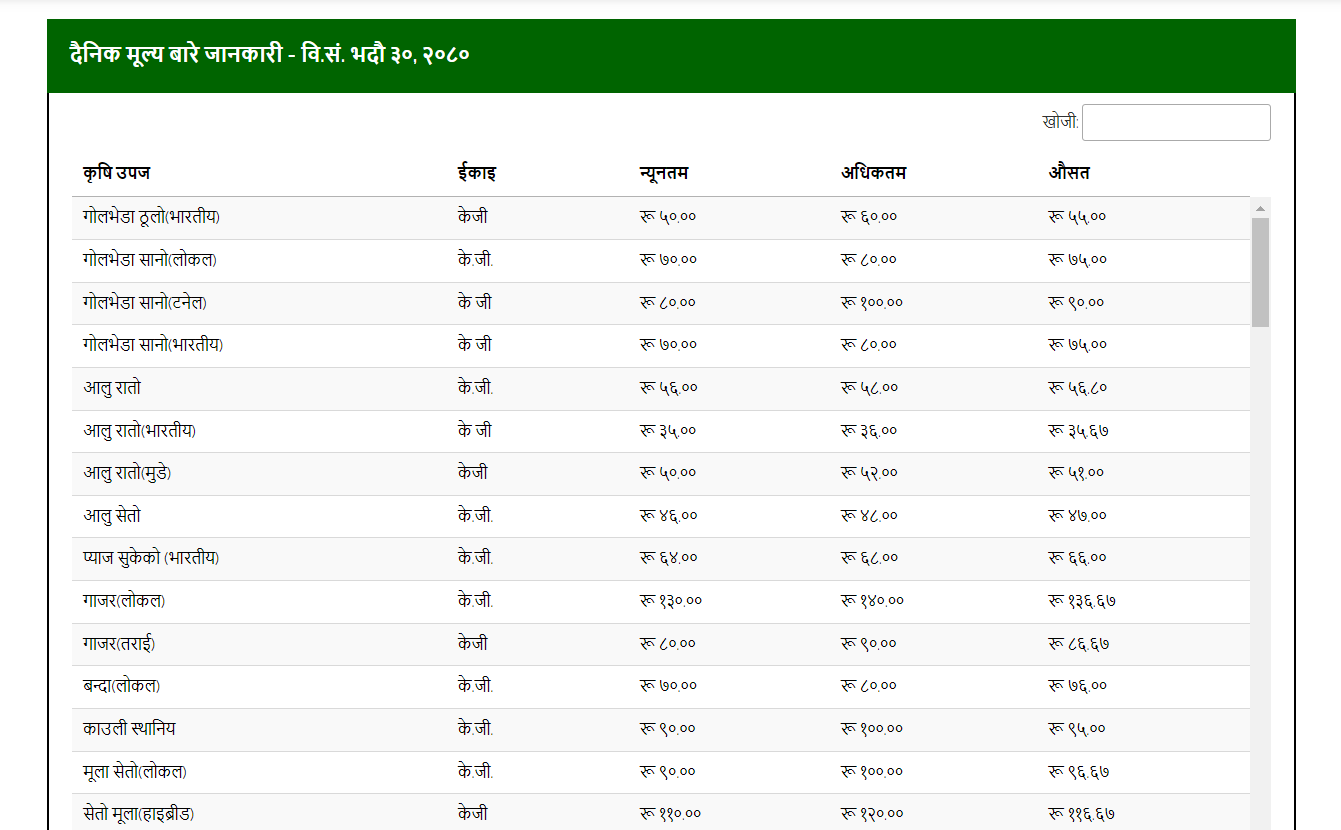 दैनिक मूल्य बारे जानकारी - वि.सं. भदौ ३०, २०८०
खोजी:
कृषि उपज ईकाइ न्यूनतम अधिकतम औसत
गोलभेडा ठूलो(भारतीय) केजी रू ५०.०० रू ६०.०० रू ५५.००
गोलभेडा सानो(लोकल) के.जी. रू ७०.०० रू ८०.०० रू ७५.००
गोलभेडा सानो(टनेल) के जी रू ८०.०० रू १००.०० रू ९०.००
गोलभेडा सानो(भारतीय) के जी रू ७०.०० रू ८०.०० रू ७५.००
आलु रातो के.जी. रू ५६.०० रू ५८.०० रू ५६.८०
आलु रातो(भारतीय) के जी रू ३५.०० रू ३६.०० रू ३५.६७
आलु रातो(मुडे) केजी रू ५०.०० रू ५२.०० रू ५१.००
आलु सेतो के.जी. रू ४६.०० रू ४८.०० रू ४७.००
प्याज सुकेको (भारतीय) के.जी. रू ६४.०० रू ६८.०० रू ६६.००
गाजर(लोकल) के.जी. रू १३०.०० रू १४०.०० रू १३६.६७
गाजर(तराई) केजी रू ८०.०० रू ९०.०० रू ८६.६७
बन्दा(लोकल) के.जी. रू ७०.०० रू ८०.०० रू ७६.००
काउली स्थानिय के.जी. रू ९०.०० रू १००.०० रू ९५.००
मूला सेतो(लोकल) के.जी. रू ९०.०० रू १००.०० रू ९६.६७
सेतो मूला(हाइब्रीड) केजी रू ११०.०० रू १२०.०० रू ११६.६७